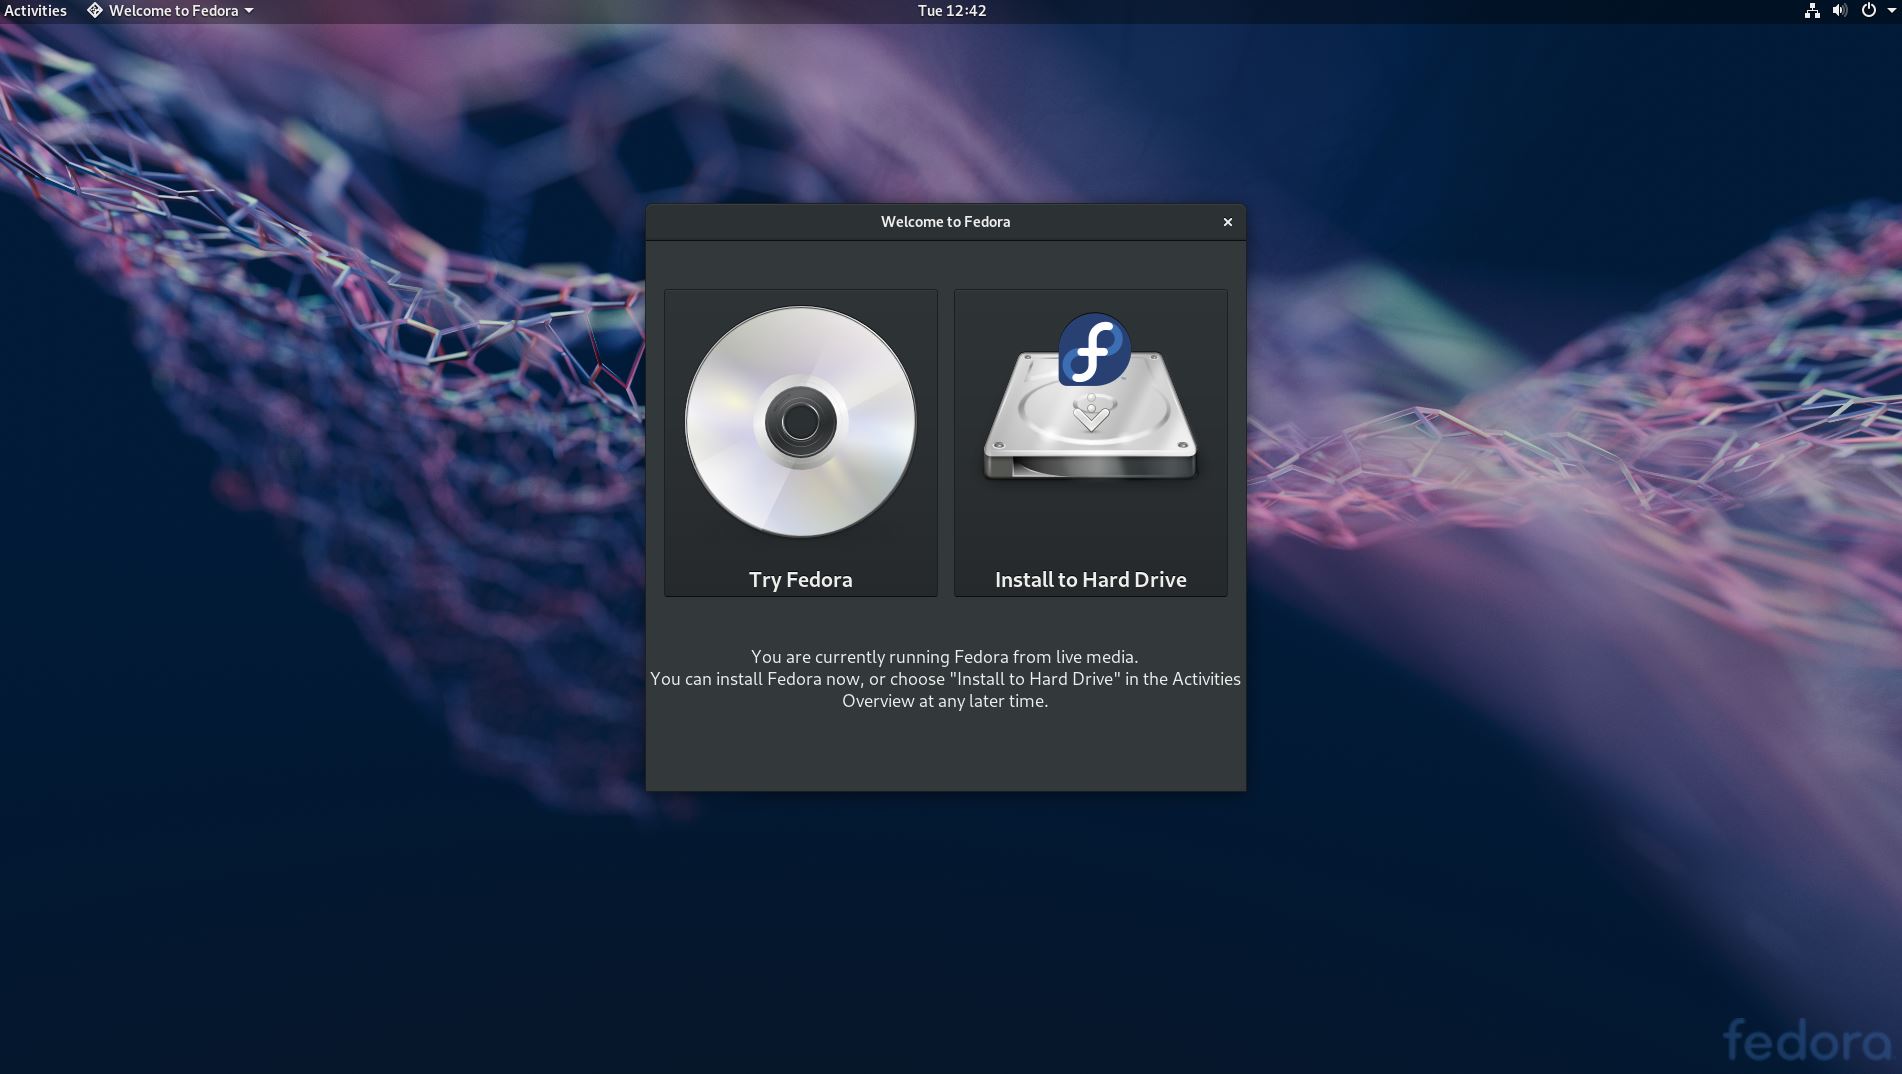 Activities Welcome to Fedora Tue 12:42
Welcome to Fedora
Try Fedora Install to Hard Drive
You are currently running Fedora from live media.
You can install Fedora now, or choose "Install to Hard Drive" in the Activities
Overview at any later time.
fedora